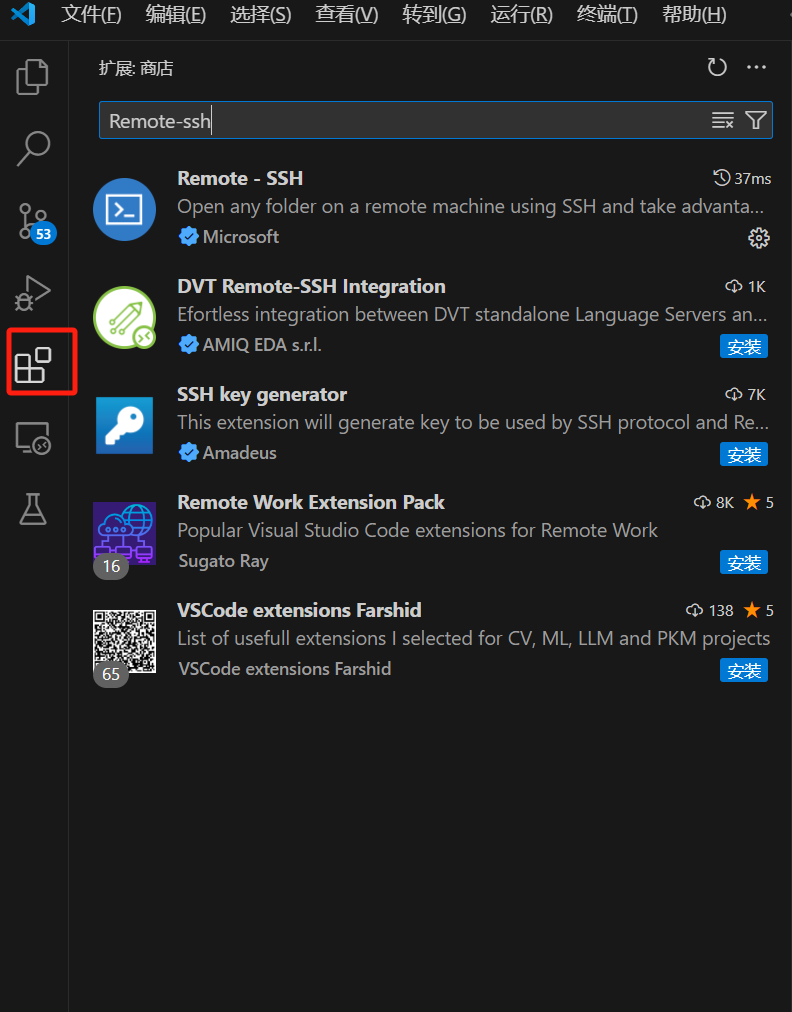 文件(F) 编辑(E) 选择(S) 查看(V) 转到(G) 运行(R) 终端(T) 帮助(H)
扩展: 商店
Remote-ssh
Remote - SSH 37ms
Open any folder on a remote machine using SSH and take advanta...
Microsoft
53
DVT Remote-SSH Integration 1K
Efortless integration between DVT standalone Language Servers an...
AMIQ EDA s.r.l. 安装
SSH key generator 7K
This extension will generate key to be used by SSH protocol and Re...
Amadeus 安装
Remote Work Extension Pack 8K 5
Popular Visual Studio Code extensions for Remote Work
16 Sugato Ray 安装
VSCode extensions Farshid 138 5
List of usefull extensions I selected for CV, ML, LLM and PKM projects
65 VSCode extensions Farshid 安装